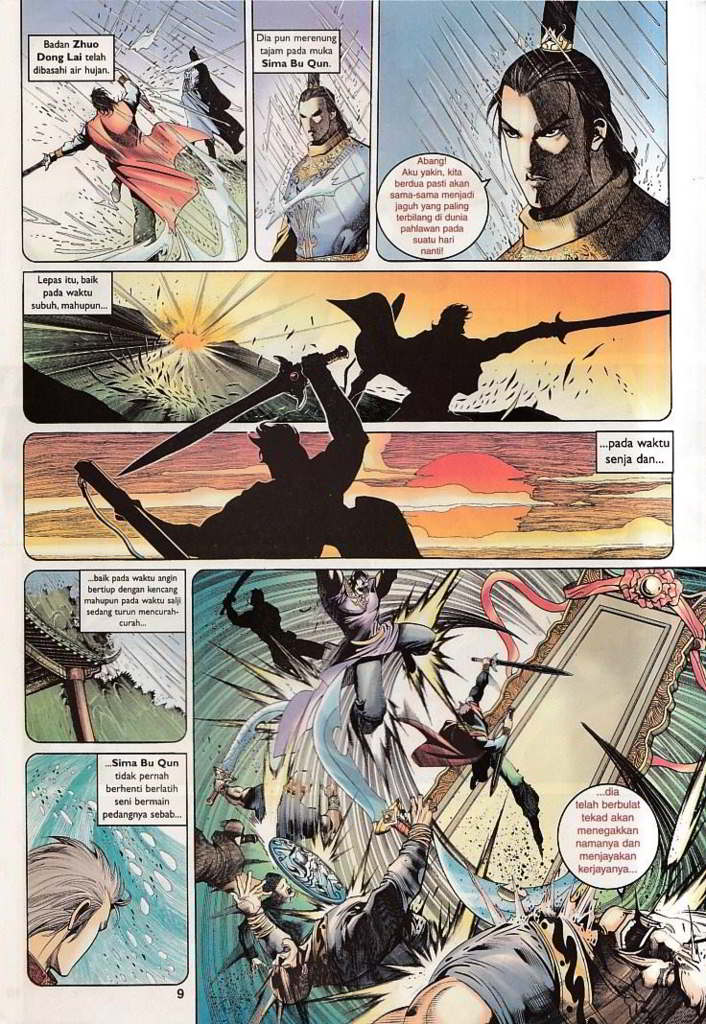 Badan Zhuo
Dong Lai telah
dibasahi air hujan.
Dia pun merenung
tajam pada muka
Sima Bu Qun.
Abang!
Aku yakin, kita
berdua pasti akan
sama-sama menjadi
jaguh yang paling
terbilang di dunia
pahlawan pada
suatu hari
nanti!
Lepas itu, baik
pada waktu
subuh, mahupun...
...pada waktu
senja dan...
...baik pada waktu angin
bertiup dengan kencang
mahupun pada waktu salji
sedang turun mencurah-
curah...
...Sima Bu Qun
tidak pernah
berhenti berlatih
seni bermain
pedangnya sebab...
...dia
telah berbulat
tekad akan
menegakkan
namanya dan
menjayakan
kerjayanya...
9